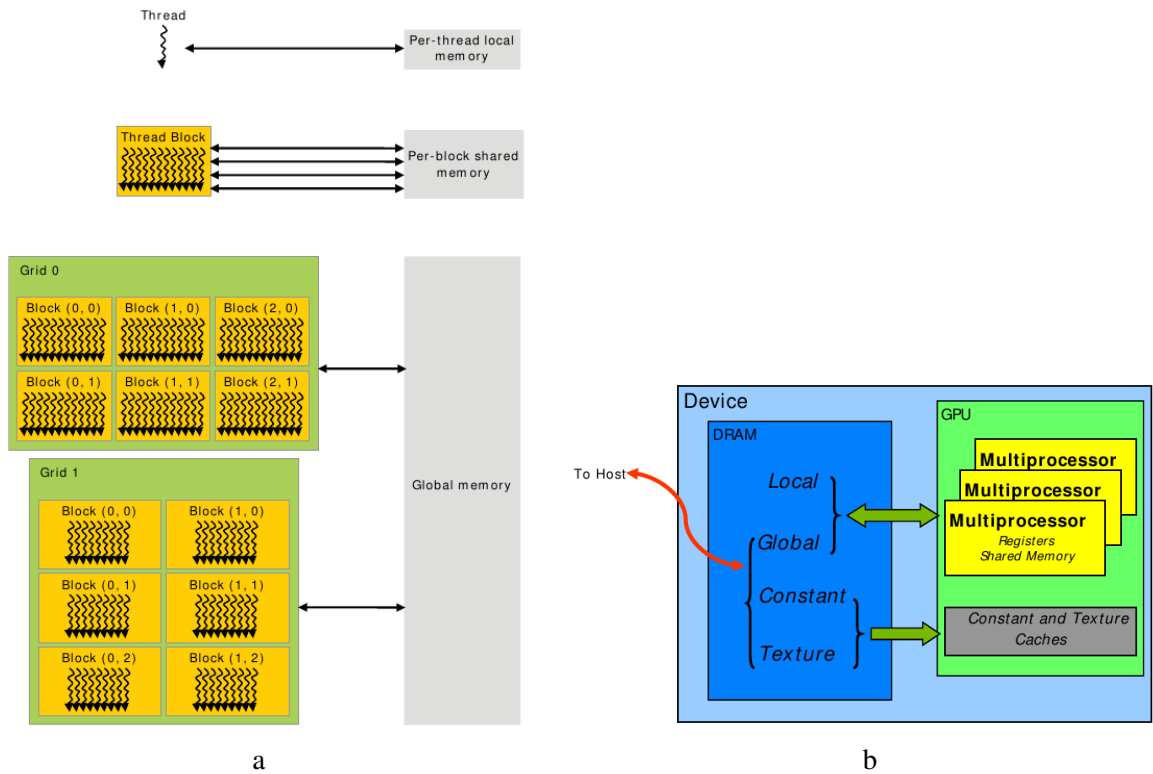 Thread
Per-thread local
memory
Thread Block
Per-block shared
memory
Grid 0
Block (0, 0) Block (1, 0) Block (2, 0)
Block (0, 1) Block (1, 1) Block (2, 1)
Grid 1
Block (0, 0) Block (1, 0)
Block (0, 1) Block (1, 1)
Block (0, 2) Block (1, 2)
Global memory
a
To Host
Device
DRAM
Local
Global
Constant
Texture
GPU
Multiprocessor
Multiprocessor
Multiprocessor
Registers
Shared Memory
Constant and Texture
Caches
b